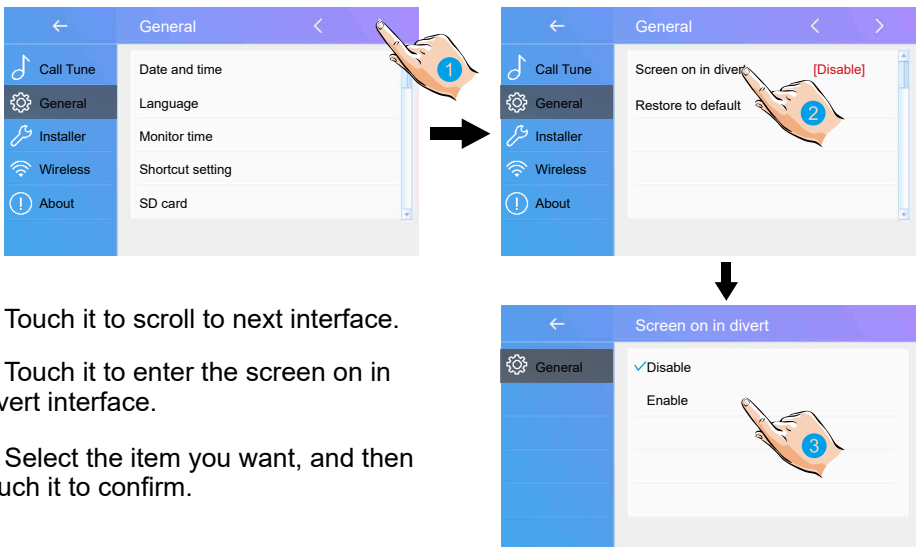 General
Call Tune
General
Installer
Wireless
About
Date and time
Language
Monitor time
Shortcut setting
SD card
1
General
Call Tune
General
Installer
Wireless
About
Screen on in diver [Disable]
Restore to default
2
Touch it to scroll to next interface.
Touch it to enter the screen on in
vert interface.
Select the item you want, and then
uch it to confirm.
Screen on in divert
General
✓Disable
Enable
3